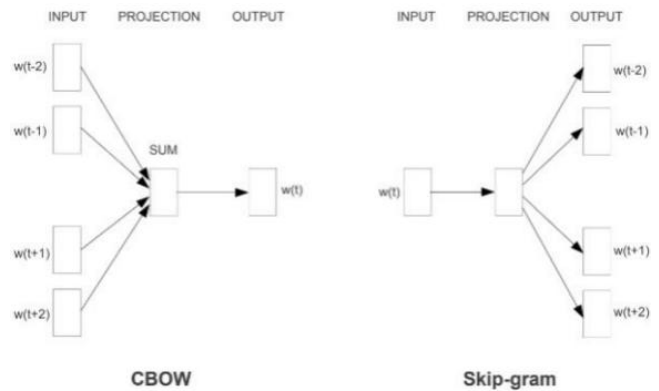 INPUT PROJECTION OUTPUT
w(t-2)
w(t-1)
SUM
w(t)
w(t+1)
w(t+2)
CBOW
INPUT PROJECTION OUTPUT
w(t-2)
w(t-1)
w(t)
w(t+1)
w(t+2)
Skip-gram